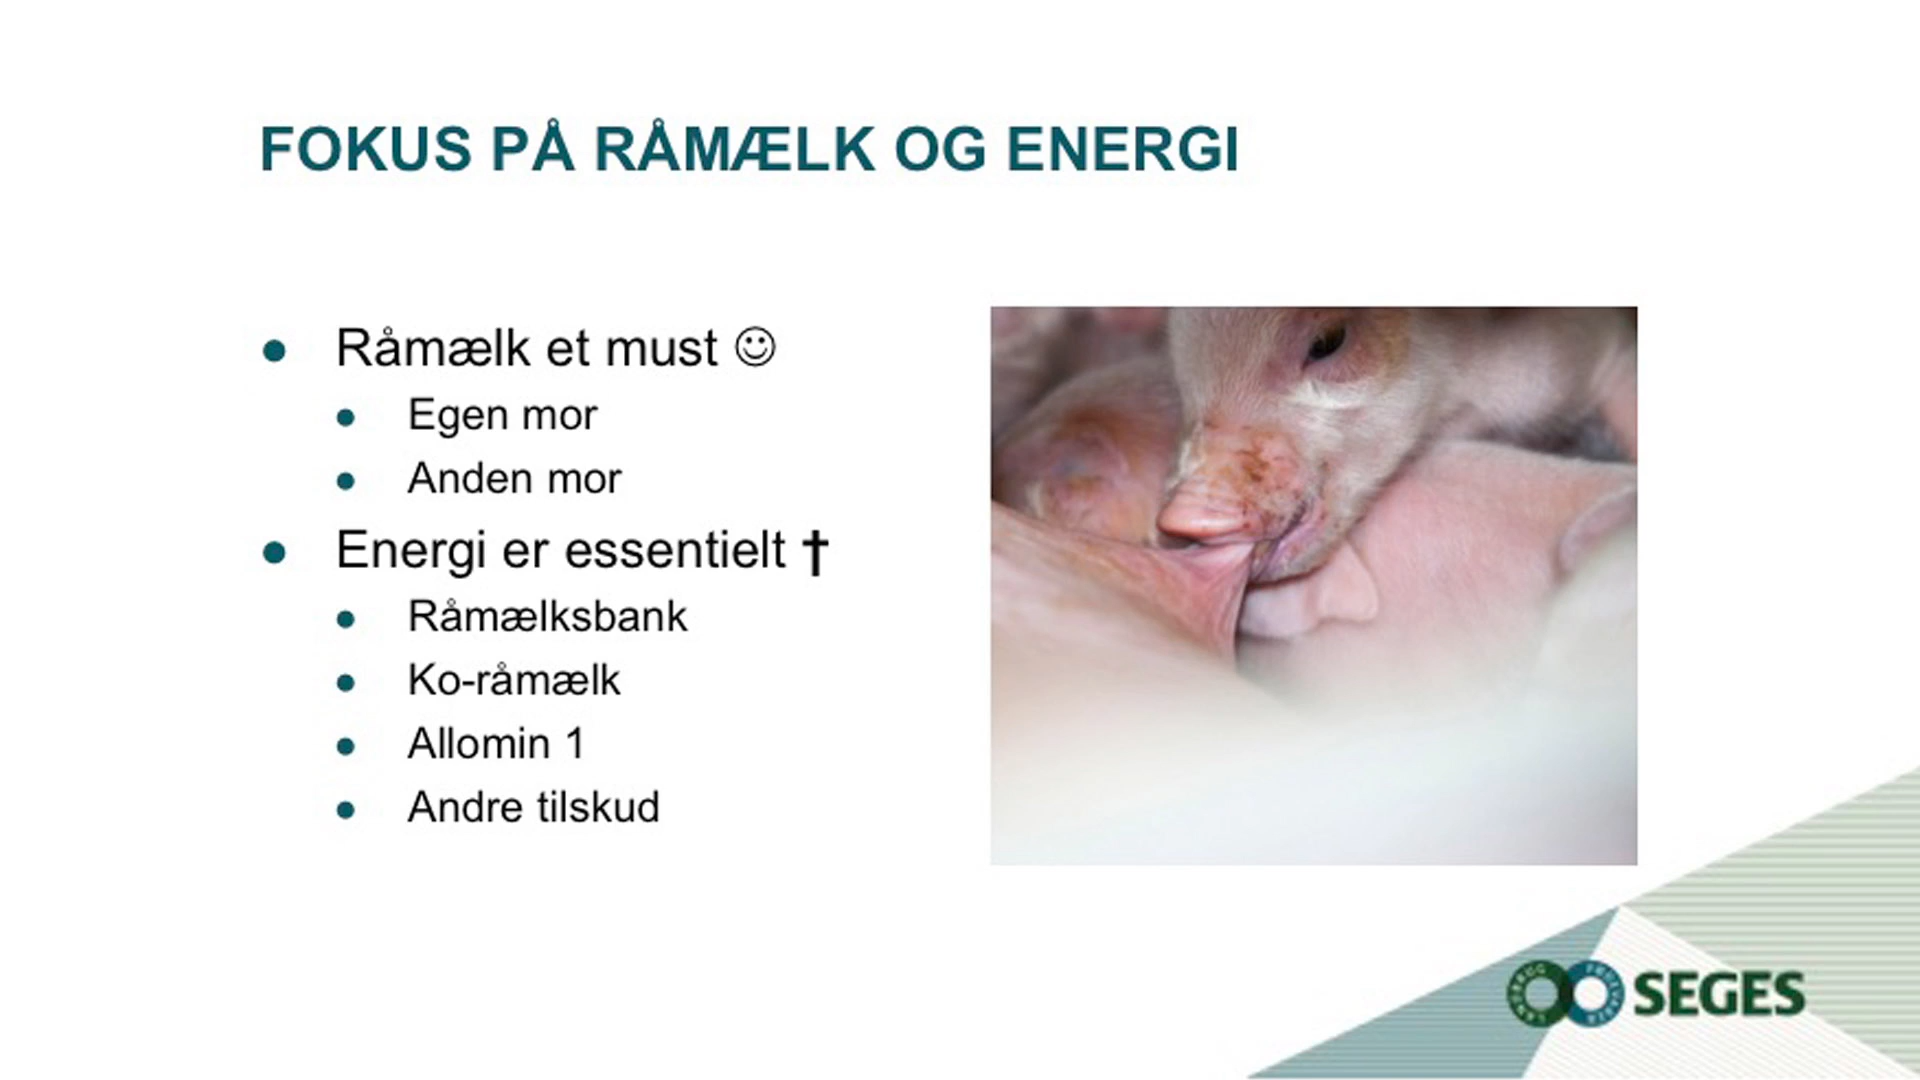 FOKUS PÅ RÅMÆLK OG ENERGI
● Råmælk et must ☺
● Egen mor
● Anden mor
● Energi er essentielt †
● Råmælksbank
● Ko-råmælk
● Allomin 1
● Andre tilskud
SEGES